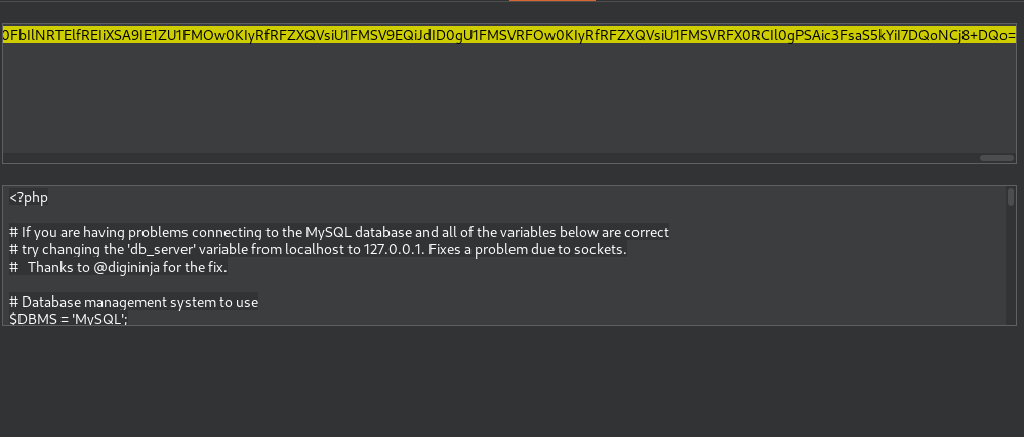 0FbIlNRTElfREIiXSA9IE1ZU1FMOw0KIyRfRFZXQVsiU1FMSV9EQiJdID0gU1FMSVRFOw0KIyRfRFZXQVsiU1FMSVRFX0RCIl0gPSAic3FsaS5kYiI7DQoNCj8+DQo=
<?php
# If you are having problems connecting to the MySQL database and all of the variables below are correct
# try changing the 'db_server' variable from localhost to 127.0.0.1. Fixes a problem due to sockets.
#   Thanks to @digininja for the fix.
# Database management system to use
$DBMS = 'MySQL';